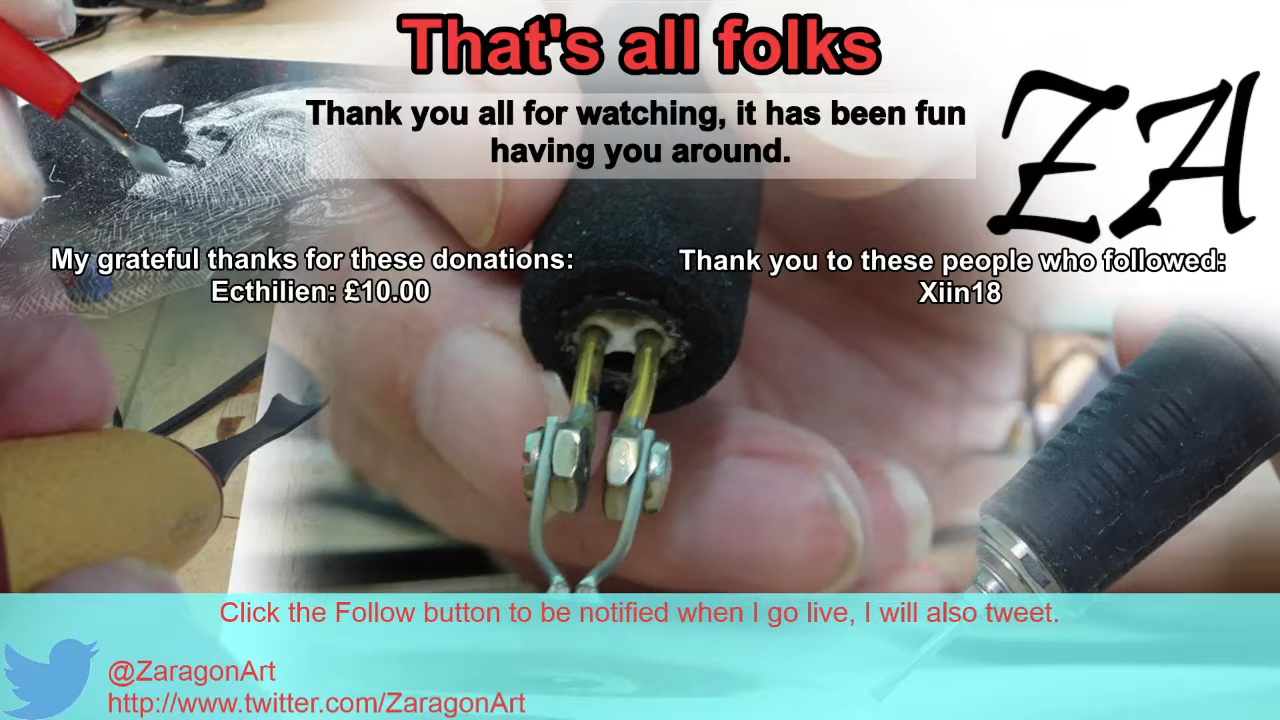 That's all folks
Thank you all for watching, it has been fun
having you around.
ZA
My grateful thanks for these donations:
Ecthilien: £10.00
Thank you to these people who followed:
Xiin18
Click the Follow button to be notified when I go live, I will also tweet.
@ZaragonArt
http://www.twitter.com/ZaragonArt